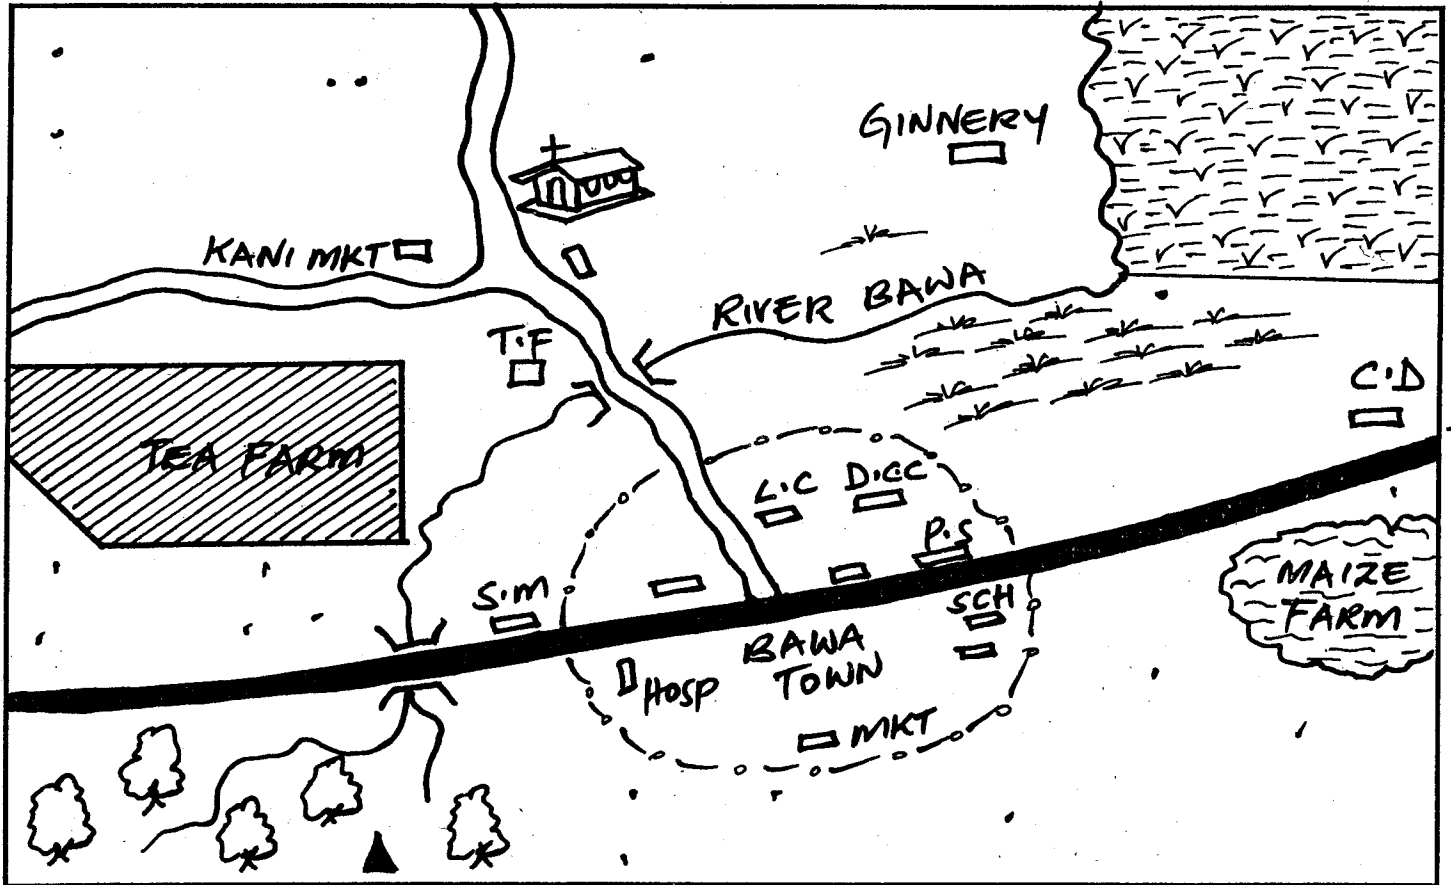 GINNERY
KANI MKT
RIVER BAWA
T.F
C.D
TEA FARM
L.C
D.C.C
P.S
S.M
MAIZE
FARM
SCH
BAWA
TOWN
HOSP
MKT